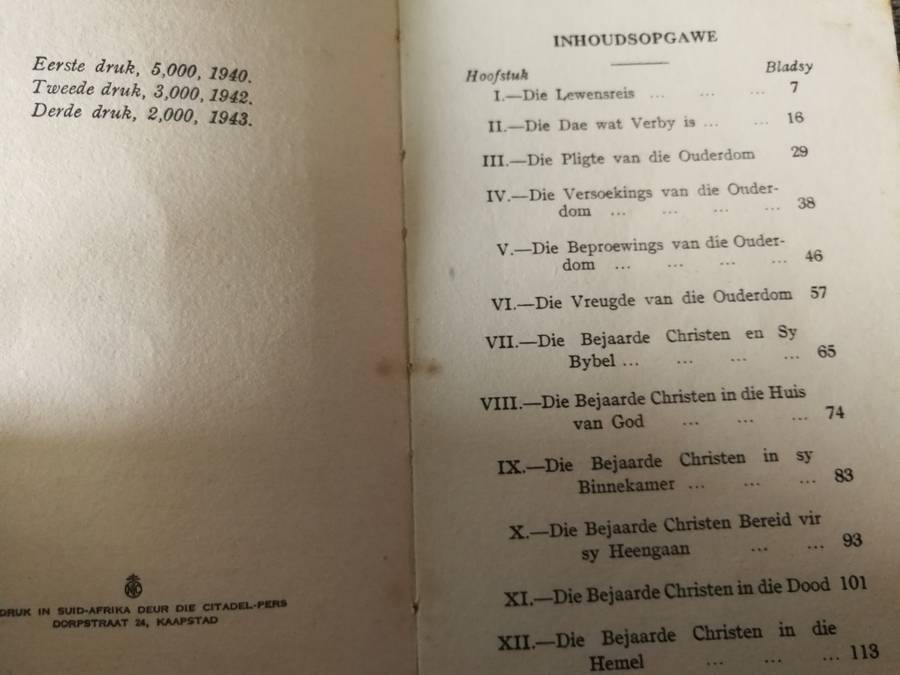 Eerste druk, 5,000, 1940.
Tweede druk, 3,000, 1942.
Derde druk, 2,000, 1943.
DRUK IN SUID-AFRIKA DEUR DIE CITADEL-PERS
DORPSTRAAT 24, KAAPSTAD
INHOUDSOPGAWE
Hoofstuk Bladsy
I.—Die Lewensreis ... ... ... 7
II.—Die Dae wat Verby is ... ... 16
III.—Die Pligte van die Ouderdom 29
IV.—Die Versoekings van die Ouder-
dom ... ... ... ... 38
V.—Die Beproewings van die Ouder-
dom ... ... ... ... 46
VI.—Die Vreugde van die Ouderdom 57
VII.—Die Bejaarde Christen en Sy
Bybel ... ... ... ... 65
VIII.—Die Bejaarde Christen in die Huis
van God ... ... ... 74
IX.—Die Bejaarde Christen in sy
Binnekamer ... ... ... 83
X.—Die Bejaarde Christen Bereid vir
sy Heengaan ... ... 93
XI.—Die Bejaarde Christen in die Dood 101
XII.—Die Bejaarde Christen in die
Hemel ... ... ... 113